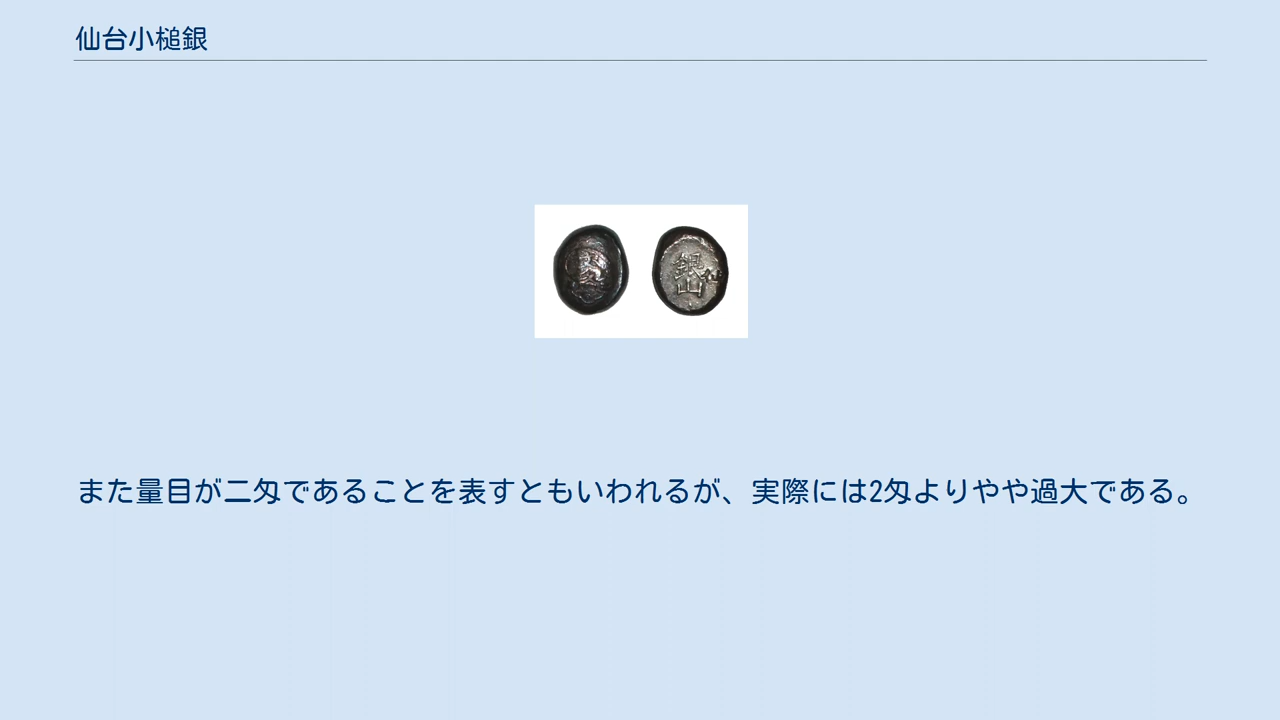 仙台小槌銀
銀
山
また量目が二匁であることを表すともいわれるが、実際には2匁よりやや過大である。